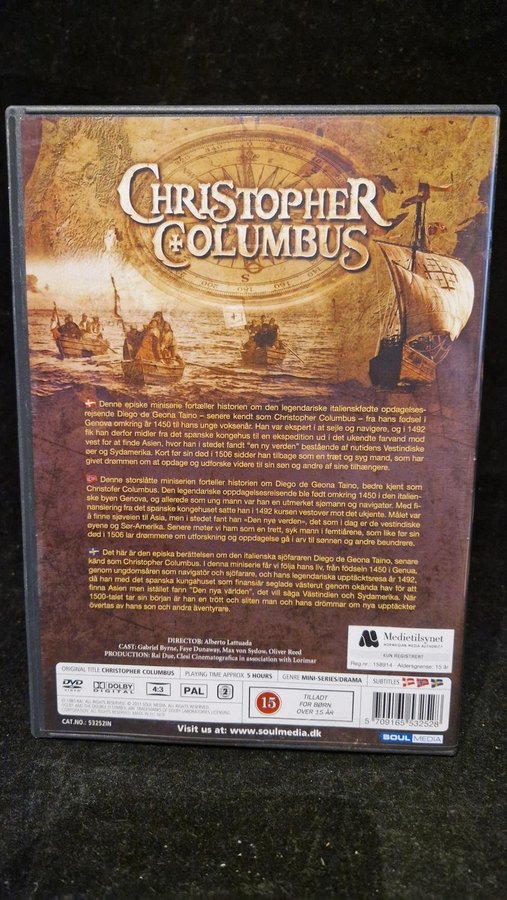 CHRISTOPHER
COLUMBUS
Denne episke miniserie fortæller historien om den legendariske italienskfødte opdagelses-
rejsende Diego de Geona Taino – senere kendt som Christopher Columbus – fra hans fødsel I
Genova omkring år 1450 til hans unge voksenår. Han var ekspert i at sejle og navigere, og i 1492
fik han derfor midler fra det spanske kongehus til en ekspedition ud i det ukendte farvand mod
vest for at finde Asien, hvor han i stedet fandt "en ny verden" bestående af nutidens Vestindiske
øer og Sydamerika. Kort før sin død i 1506 sidder han tilbage som en træt og syg mand, som har
givet drømmen om at opdage og udforske videre til sin søn og andre af sine tilhængere.
Denne storslåtte miniserien forteller historien om Diego de Geona Taino, bedre kjent som
Christofer Columbus. Den legendariske oppdagelsesreisende ble født omkring 1450 i den italien-
ske byen Genova, og allerede som ung mann var han en utmerket sjømann og navigatør. Med fi-
nansiering fra det spanske kongehuset satte han i 1492 kursen vestover mot det ukjente. Målet var
å finne sjøveien til Asia, men i stedet fant han «Den nye verden», det som i dag er de vestindiske
øyene og Sør-Amerika. Senere møter vi ham som en trett, syk mann i femtiårene, som like før sin
død i 1506 lar drømmene om utforskning og oppdagelse gå i arv til sønnen og andre beundrere.
Det här är den episka berättelsen om den italienska sjöfararen Diego de Geona Taino, senare
känd som Christopher Columbus. I denna miniserie får vi följa hans liv, från födseln 1450 i Genua,
genom ungdomsåren som navigatör och sjöfarare, och hans legendariska upptäcktsresa år 1492,
då han med det spanska kungahuset som finansiär seglade västerut genom okända hav för att
finna Asien men istället fann "Den nya världen", det vill säga Västindien och Sydamerika. När
1500-talet tar sin början är han en trött och sliten man och hans drömmar om nya upptäckter
övertas av hans son och andra äventyrare.
DIRECTOR: Alberto Lattuada
CAST: Gabriel Byrne, Faye Dunaway, Max von Sydow, Oliver Reed
PRODUCTION: Rai Due, Clesi Cinematografica in association with Lorimar
Medietilsynet
NORWEGIAN MEDIA AUTHORITY
KUN REGISTRERT
Reg.nr.: 158914 - Aldersgrense: 15 år
ORIGINAL TITLE CHRISTOPHER COLUMBUS PLAYING TIME APPROX 5 HOURS GENRE MINI-SERIES/DRAMA SUBTITLES
DVD VIDEO DOLBY DIGITAL 4:3 PAL 2 15 TILLADT
FOR BØRN
OVER 15 ÅR
5 709165 532528
CAT.NO.: 53252IN
Visit us at: www.soulmedia.dk
SOUL MEDIA